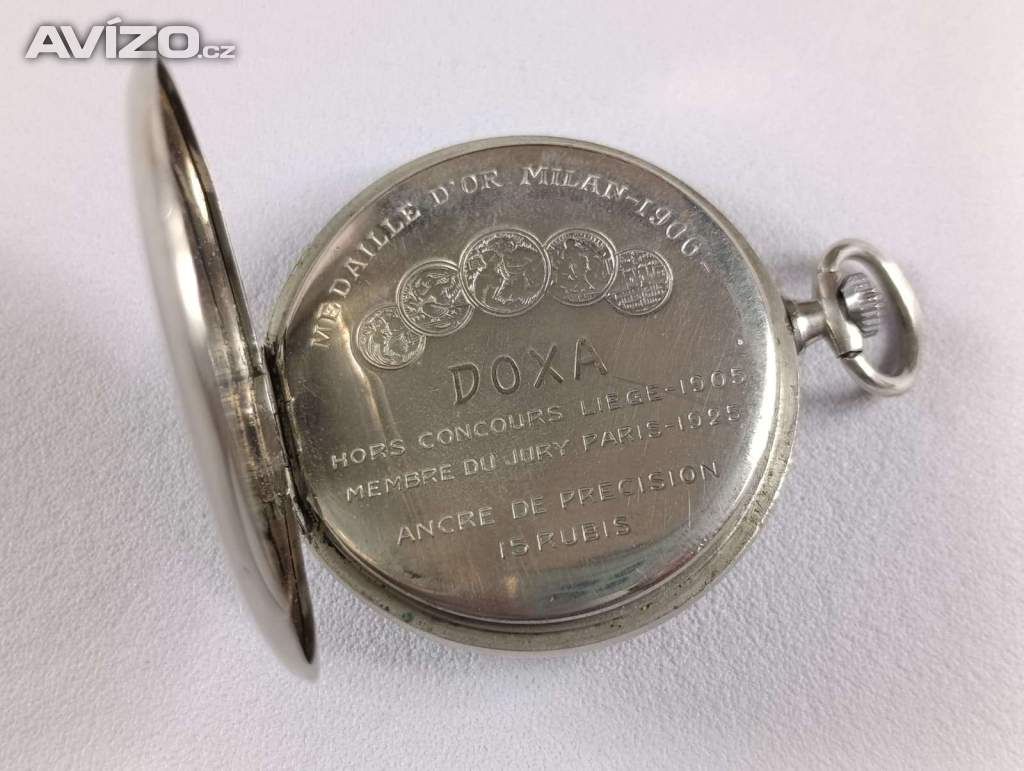 AVÍZO.cz
MEDAILLE D'OR MILAN-1906-
DOXA
HORS CONCOURS LIEGE-1905
MEMBRE DU JURY PARIS-1925
ANCRE DE PRÉCISION
15 RUBIS